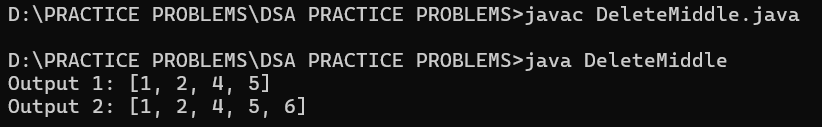 D:\PRACTICE PROBLEMS\DSA PRACTICE PROBLEMS>javac DeleteMiddle.java
D:\PRACTICE PROBLEMS\DSA PRACTICE PROBLEMS>java DeleteMiddle
Output 1: [1, 2, 4, 5]
Output 2: [1, 2, 4, 5, 6]